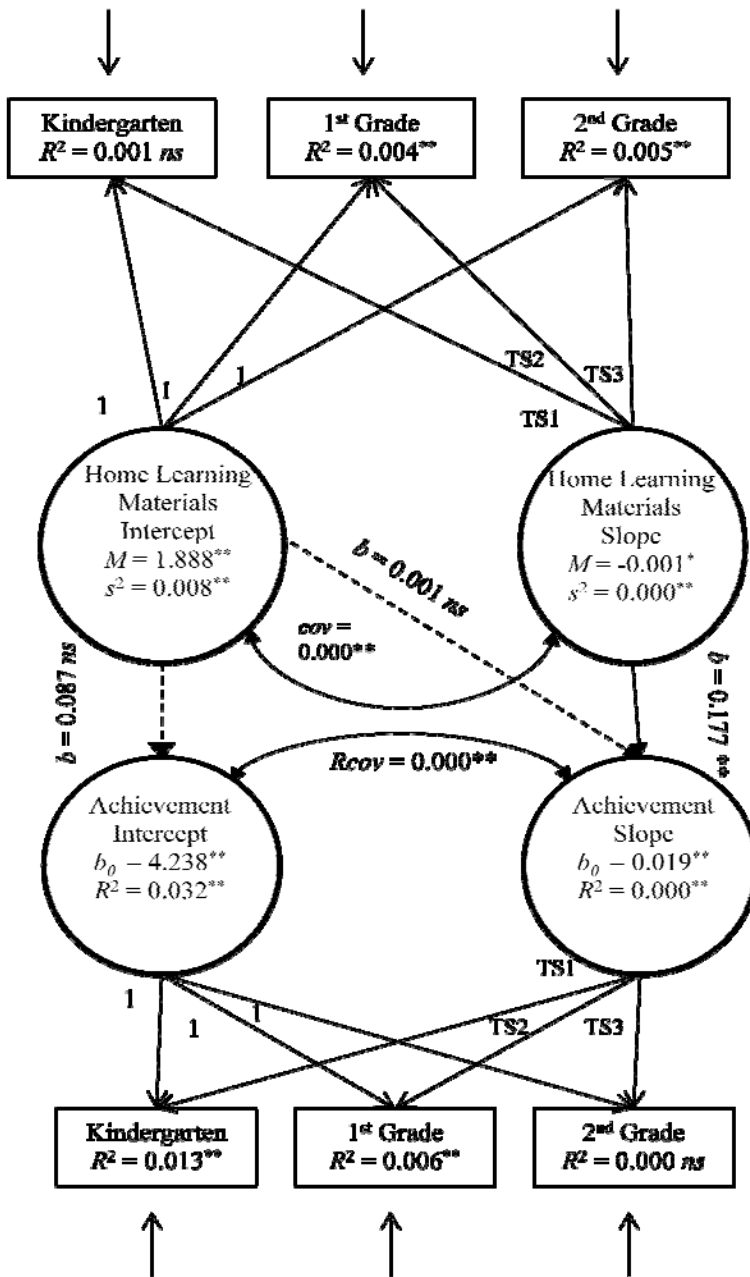 Kindergarten
R² = 0.001 ns
1st Grade
R² = 0.004**
2nd Grade
R² = 0.005**
1
1
1
TS2
TS3
TS1
Home Learning
Materials
Intercept
M = 1.888**
s² = 0.008**
Home Learning
Materials
Slope
M = -0.001*
s² = 0.000**
b = 0.001 ns
cov =
0.000**
b = 0.087 ns
b = 0.177 **
Rcov = 0.000**
Achievement
Intercept
b₀ – 4.238**
R² = 0.032**
Achievement
Slope
b₀ – 0.019**
R² = 0.000**
1
1
1
TS1
TS2
TS3
Kindergarten
R² = 0.013**
1st Grade
R² = 0.006**
2nd Grade
R² = 0.000 ns